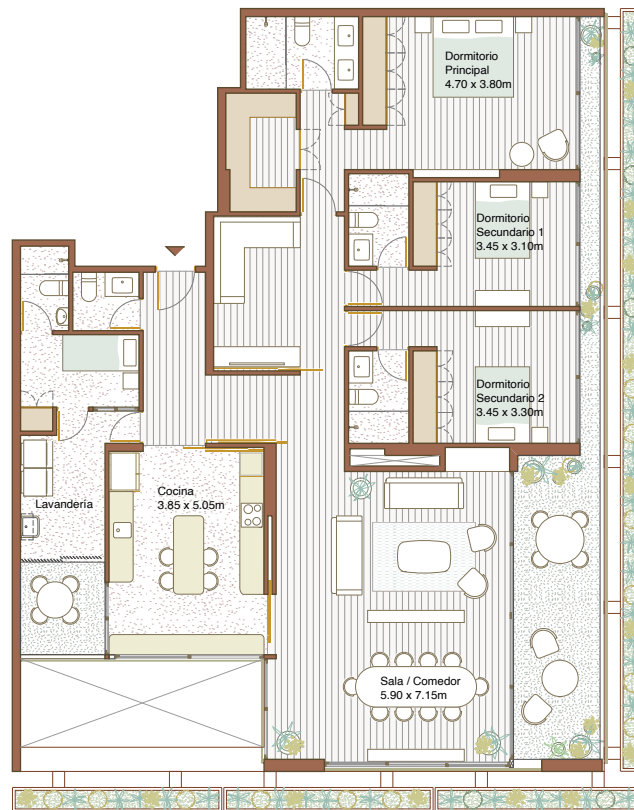 Dormitorio
Principal
4.70 x 3.80m
Dormitorio
Secundario 1
3.45 x 3.10m
Dormitorio
Secundario 2
3.45 x 3.30m
Cocina
3.85 x 5.05m
Lavandería
Sala / Comedor
5.90 x 7.15m